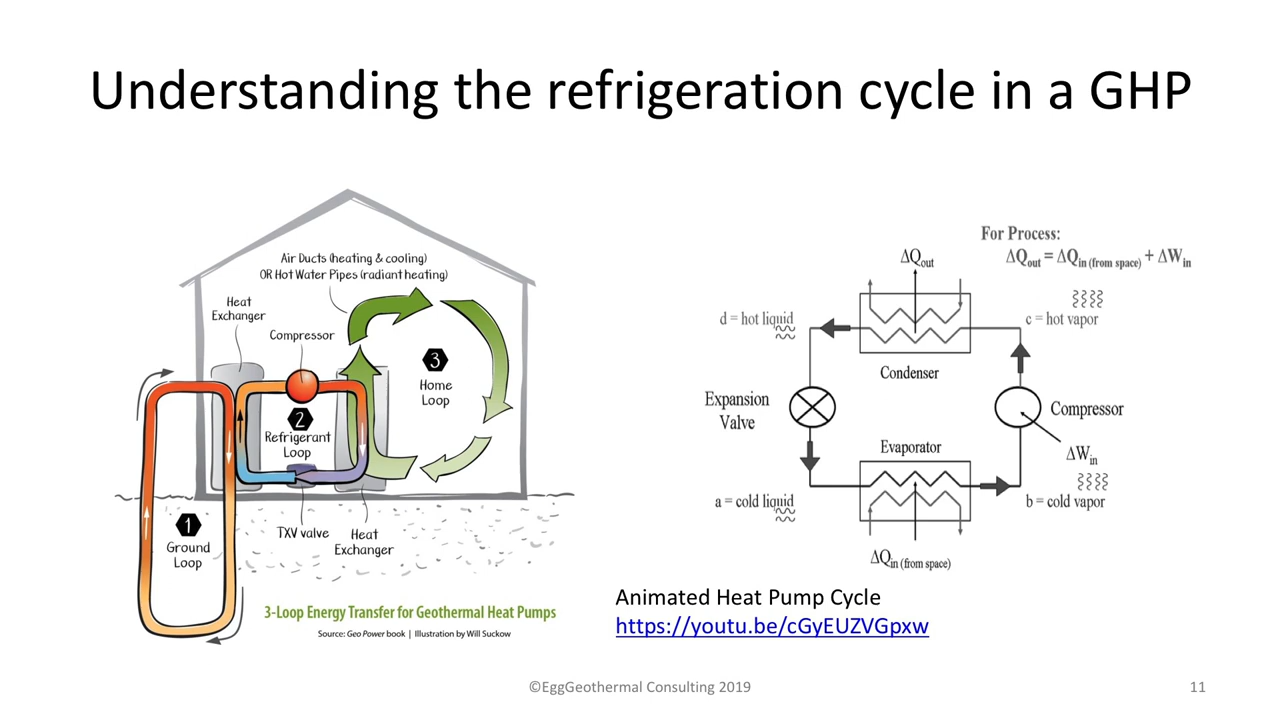 Understanding the refrigeration cycle in a GHP
Air Ducts (heating & cooling)
OR Hot Water Pipes (radiant heating)
Heat
Exchanger
Compressor
3
Home
Loop
2
Refrigerant
Loop
1
Ground
Loop
TXV valve
Heat
Exchanger
3-Loop Energy Transfer for Geothermal Heat Pumps
Source: Geo Power book | Illustration by Will Suckow
For Process:
ΔQout = ΔQin (from space) + ΔWin
ΔQout
d = hot liquid
c = hot vapor
Condenser
Expansion
Valve
Compressor
Evaporator
ΔWin
a = cold liquid
b = cold vapor
ΔQin (from space)
Animated Heat Pump Cycle
https://youtu.be/cGyEUZVGpxw
©EggGeothermal Consulting 2019
11